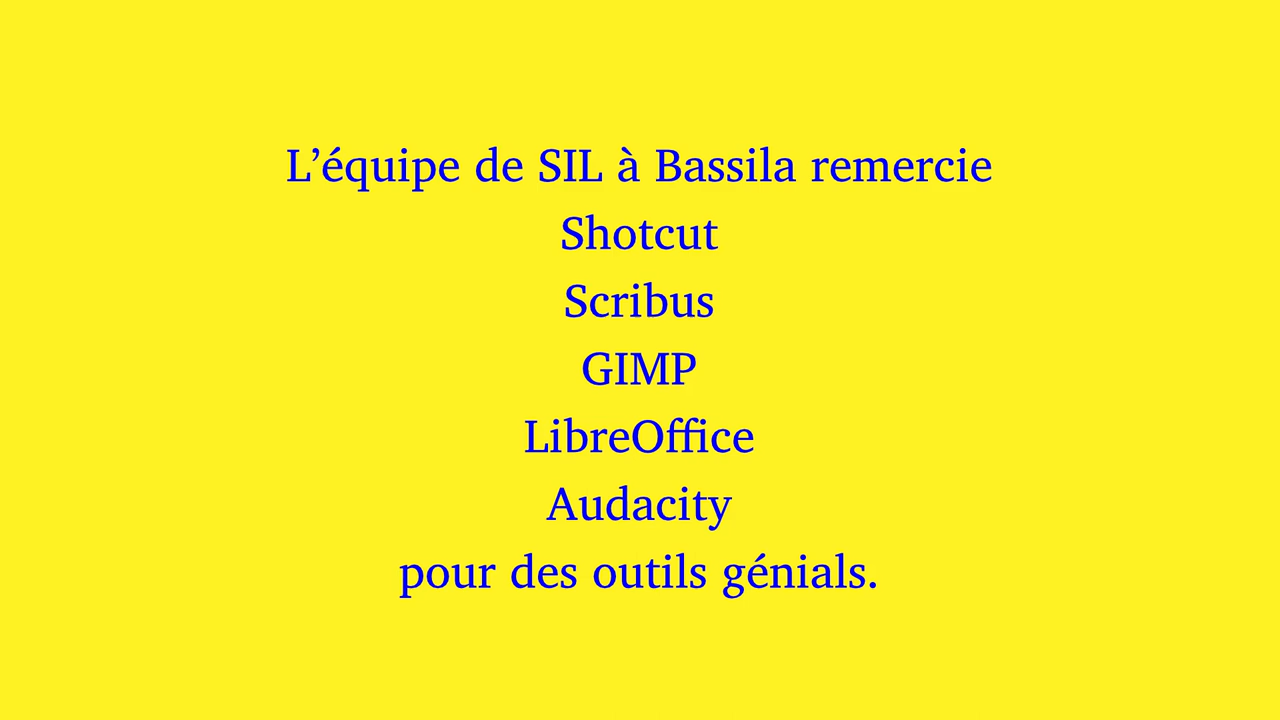 L’équipe de SIL à Bassila remercie
Shotcut
Scribus
GIMP
LibreOffice
Audacity
pour des outils génials.